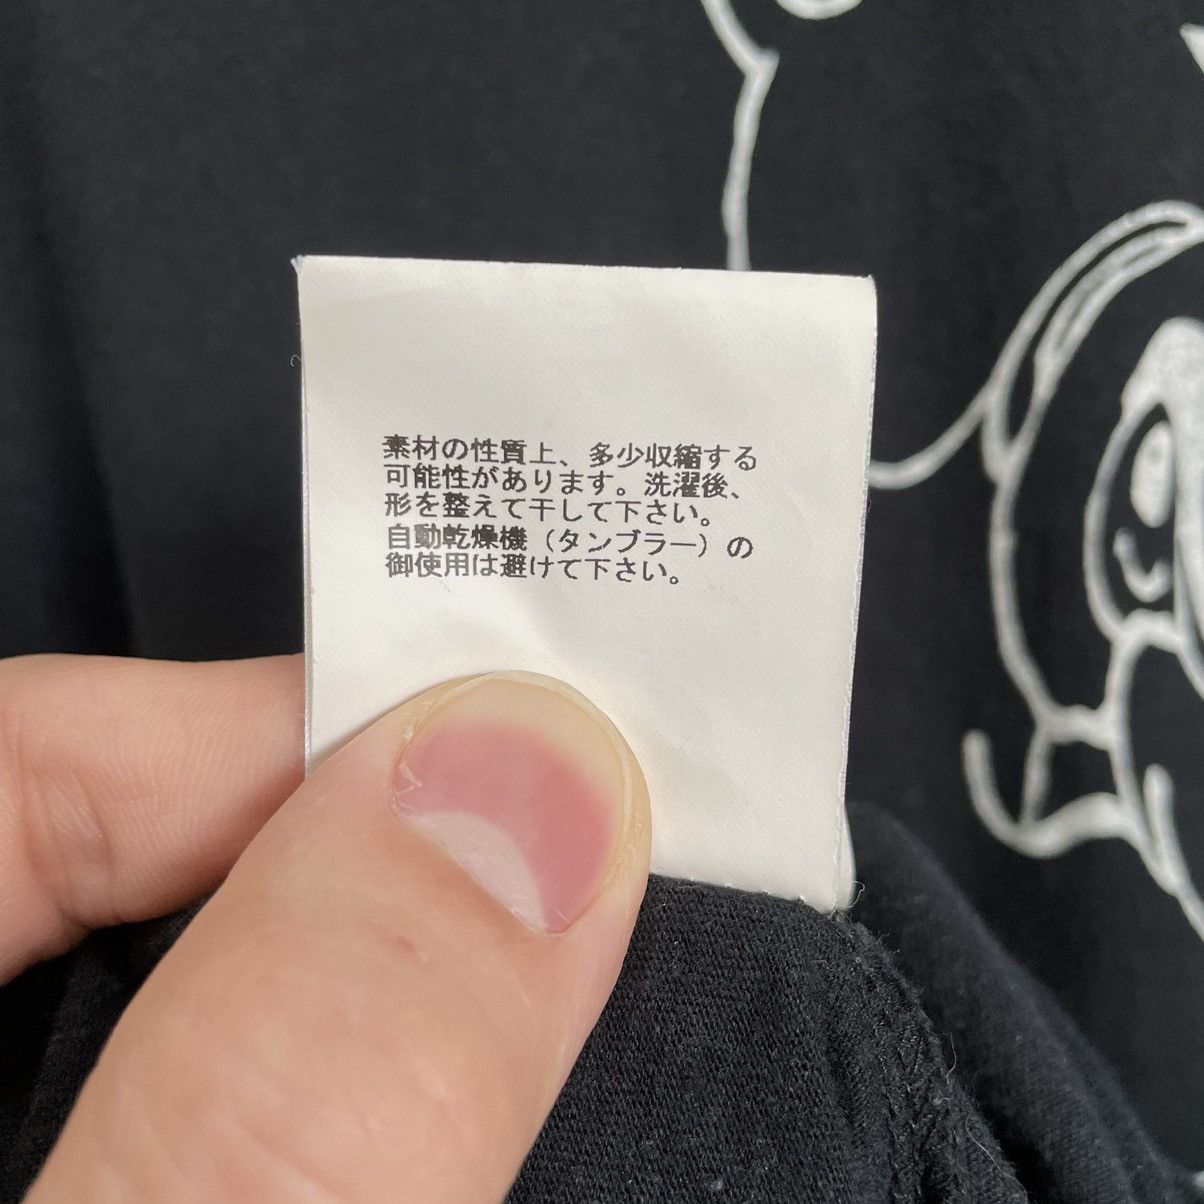 素材の性質上、多少収縮する
可能性があります。洗濯後、
形を整えて干して下さい。
自動乾燥機（タンブラー）の
御使用は避けて下さい。